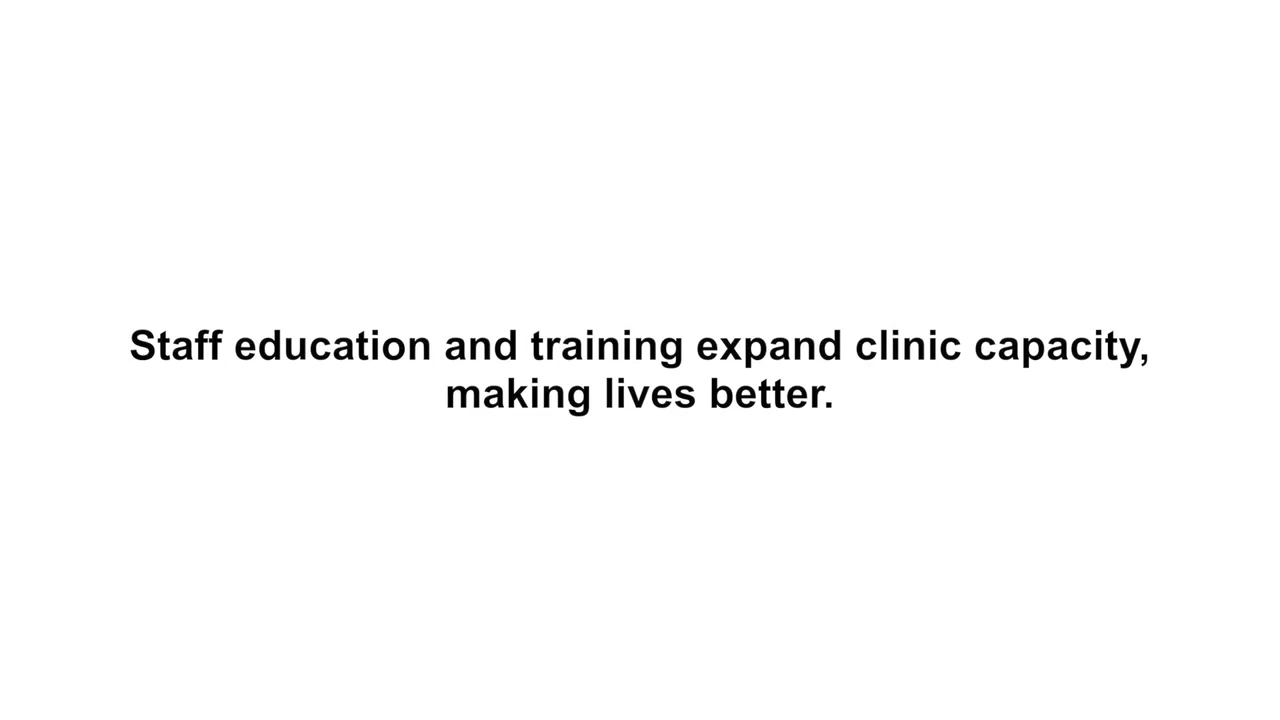 Staff education and training expand clinic capacity,
making lives better.